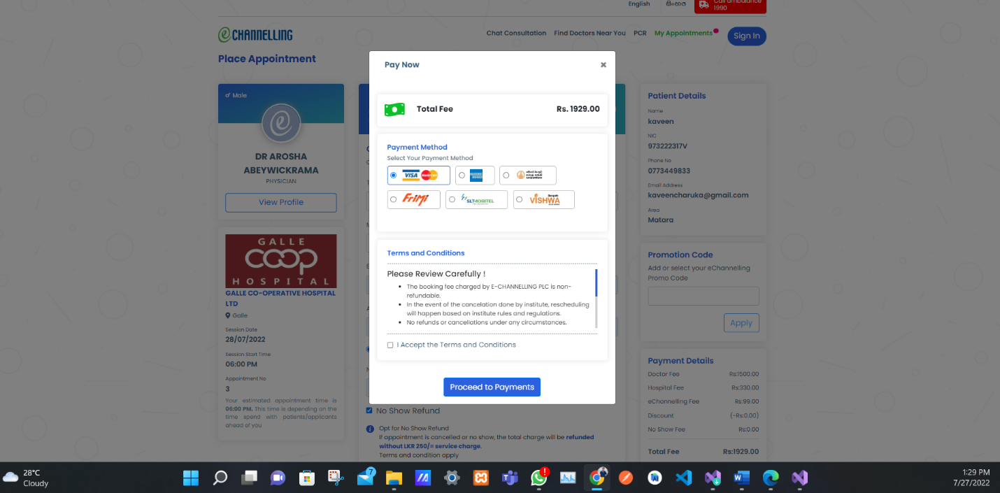 English
සිංහල
Call ambulance
1990
CHANNELLING
Chat Consultation
Find Doctors Near You
PCR
My Appointments
Sign In
Place Appointment
Male
DR AROSHA
ABEYWICKRAMA
PHYSICIAN
View Profile
GALLE
COOP
HOSPITAL
GALLE CO-OPERATIVE HOSPITAL
LTD
Galle
Session Date
28/07/2022
Session Start Time
06:00 PM
Appointment No
3
Your estimated appointment time is
06:00 PM. This time is depending on the
time spend with patients/applicants
ahead of you
Pay Now
Total Fee
Rs. 1929.00
Payment Method
Select Your Payment Method
VISA
FriMi
SLTMOBITEL
VISHWA
Terms and Conditions
Please Review Carefully !
The booking fee charged by E-CHANNELLING PLC is non-
refundable.
In the event of the cancelation done by institute, rescheduling
will happen based on institute rules and regulations.
No refunds or cancellations under any circumstances.
I Accept the Terms and Conditions
Proceed to Payments
No Show Refund
Opt for No Show Refund
If appointment is cancelled or no show, the total charge will be refunded
without LKR 250/= service charge.
Terms and condition apply
Patient Details
Name
kaveen
NIC
973222317V
Phone No
0773449833
Email Address
kaveencharuka@gmail.com
Area
Matara
Promotion Code
Add or select your eChannelling
Promo Code
Apply
Payment Details
Doctor Fee Rs:1500.00
Hospital Fee Rs:330.00
eChannelling Fee Rs:99.00
Discount (-Rs:0.00)
No Show Fee Rs:0.00
Total Fee Rs:1929.00
28°C
Cloudy
7
1:29 PM
7/27/2022